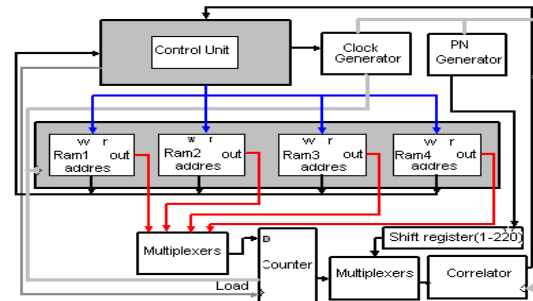 Control Unit
Clock
Generator
PN
Generator
w r
Ram1 out
addres
w r
Ram2 out
addres
w r
Ram3 out
addres
w r
Ram4 out
addres
Shift register(1-220)
Multiplexers
D
Counter
Load
Multiplexers
Correlator